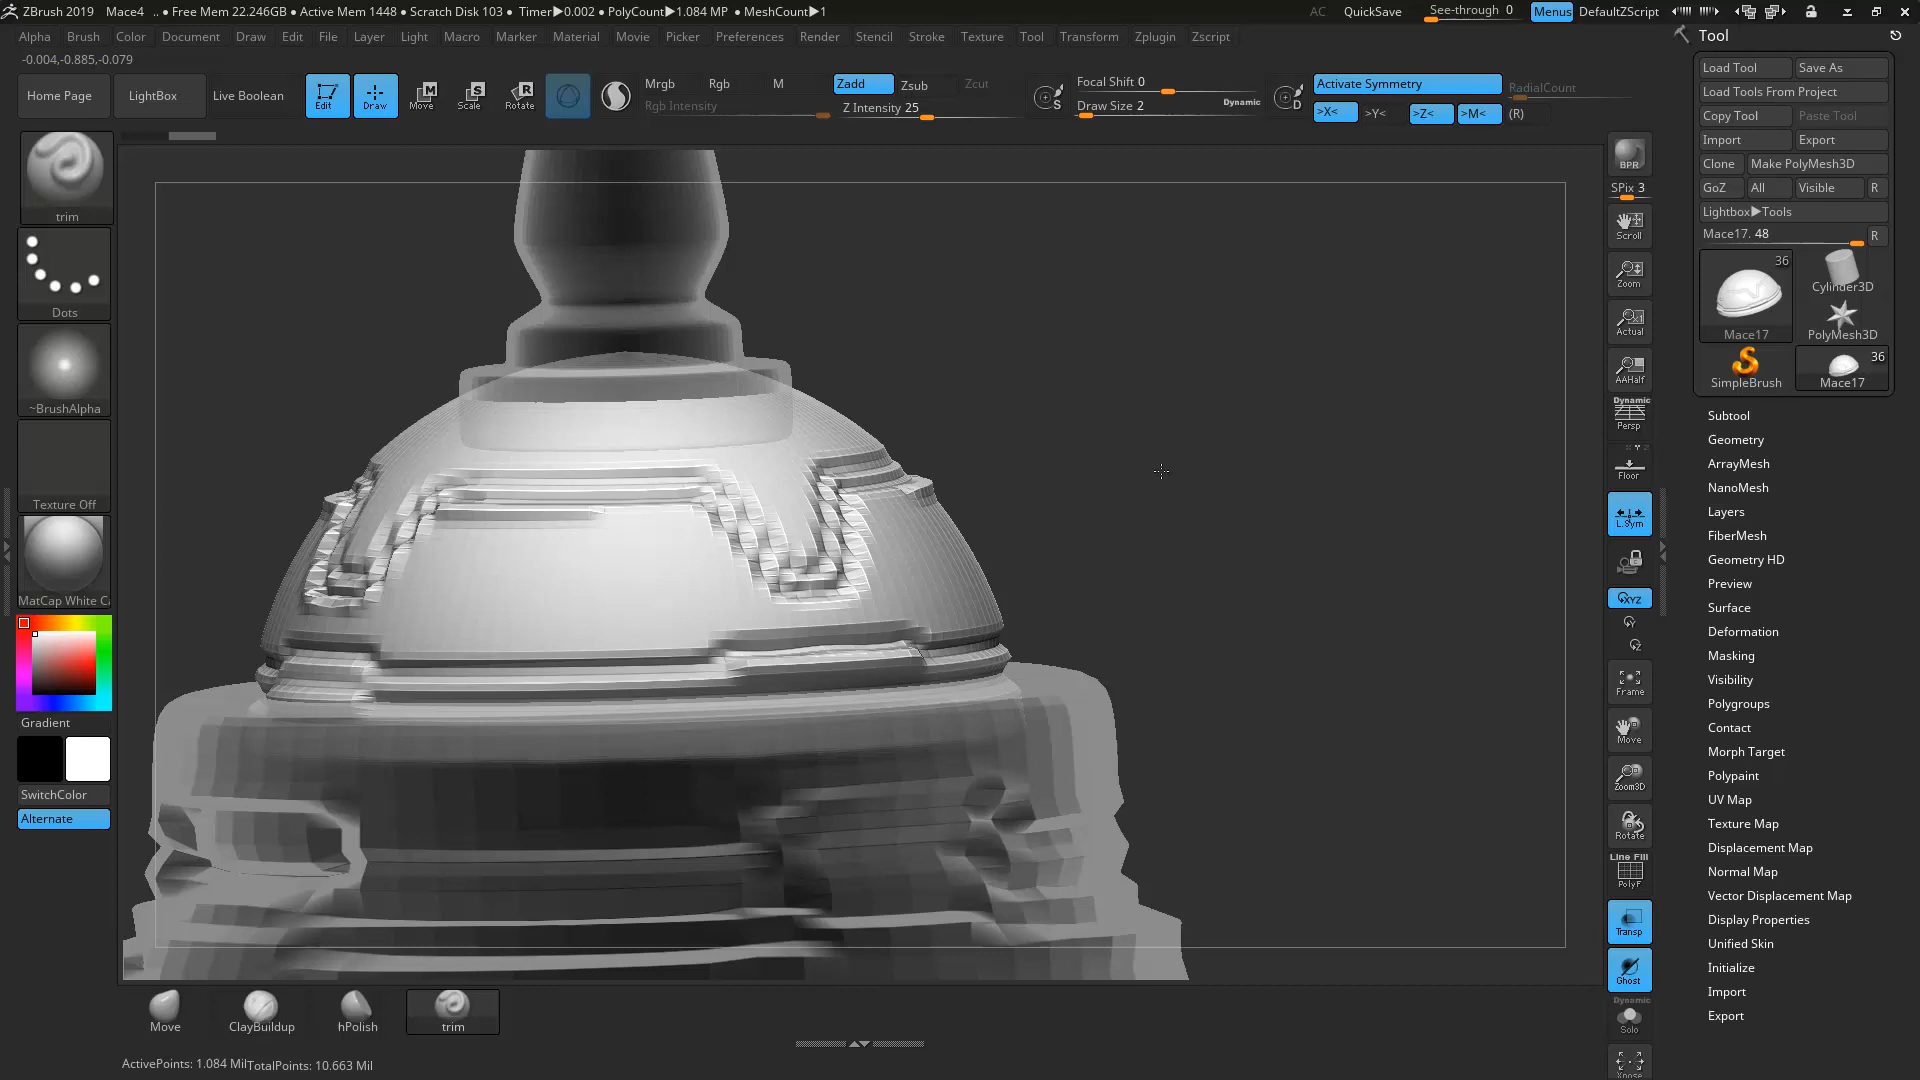 ZBrush 2019 Mace4 .. • Free Mem 22.246GB • Active Mem 1448 • Scratch Disk 103 • Timer▶0.002 • PolyCount▶1.084 MP • MeshCount▶1 AC QuickSave See-through 0 Menus DefaultZScript
Alpha Brush Color Document Draw Edit File Layer Light Macro Marker Material Movie Picker Preferences Render Stencil Stroke Texture Tool Transform Zplugin Zscript
-0.004,-0.885,-0.079
Home Page LightBox Live Boolean Edit Draw Move Scale Rotate
Mrgb Rgb M Zadd Zsub Zcut
Rgb Intensity Z Intensity 25
S
Focal Shift 0
Draw Size 2 Dynamic
D
Activate Symmetry RadialCount
>X< >Y< >Z< >M< (R)
trim
Dots
~BrushAlpha
Texture Off
MatCap White Ca
Gradient
SwitchColor
Alternate
BPR
SPix 3
Scroll
Zoom
Actual
AAHalf
Dynamic
Persp
Floor
L.Sym
XYZ
Y
Z
Frame
Move
Zoom3D
Rotate
Line Fill
PolyF
Transp
Ghost
Dynamic
Solo
Xpose
Tool
Load Tool Save As
Load Tools From Project
Copy Tool Paste Tool
Import Export
Clone Make PolyMesh3D
GoZ All Visible R
Lightbox▶Tools
Mace17. 48 R
36
Mace17
Cylinder3D
PolyMesh3D
SimpleBrush
36
Mace17
Subtool
Geometry
ArrayMesh
NanoMesh
Layers
FiberMesh
Geometry HD
Preview
Surface
Deformation
Masking
Visibility
Polygroups
Contact
Morph Target
Polypaint
UV Map
Texture Map
Displacement Map
Normal Map
Vector Displacement Map
Display Properties
Unified Skin
Initialize
Import
Export
Move ClayBuildup hPolish trim
ActivePoints: 1.084 Mil TotalPoints: 10.663 Mil